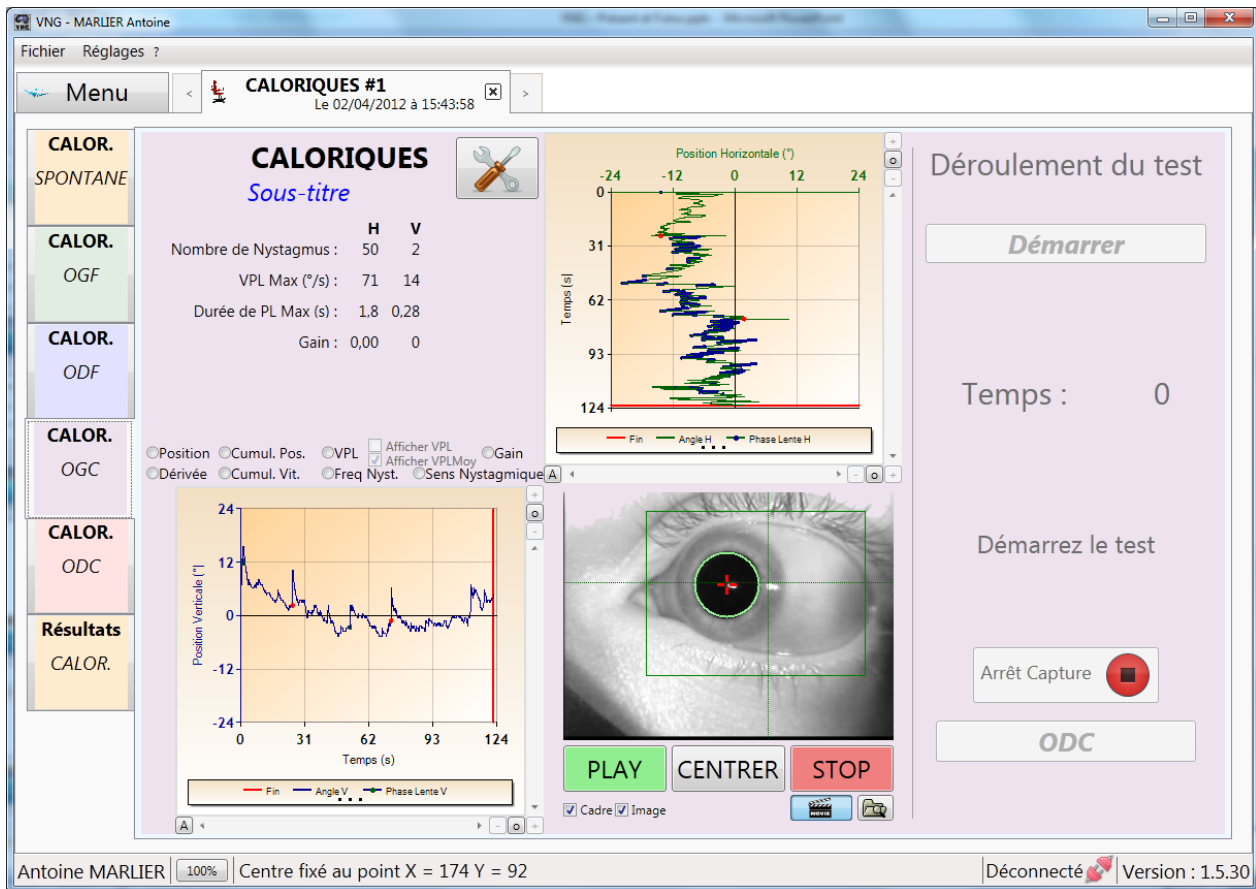 VNG - MARLIER Antoine
VNG - Présent et Futur.pptx - Microsoft PowerPoint
Fichier Réglages ?
Menu
<
CALORIQUES #1
Le 02/04/2012 à 15:43:58
>
CALOR.
SPONTANE
CALOR.
OGF
CALOR.
ODF
CALOR.
OGC
CALOR.
ODC
Résultats
CALOR.
CALORIQUES
Sous-titre
H V
Nombre de Nystagmus : 50 2
VPL Max (°/s) : 71 14
Durée de PL Max (s) : 1,8 0,28
Gain : 0,00 0
Position Cumul. Pos. VPL Afficher VPL Afficher VPLMoy Gain
Dérivée Cumul. Vit. Freq Nyst. Sens Nystagmique
Position Horizontale (°)
-24 -12 0 12 24
Temps (s)
0
31
62
93
124
Fin Angle H Phase Lente H
A - o +
+
o
-
Position Verticale (°)
24
12
0
-12
-24
0 31 62 93 124
Temps (s)
Fin Angle V Phase Lente V
A - o +
+
o
-
PLAY CENTRER STOP
Cadre Image
MOVIE
Déroulement du test
Démarrer
Temps : 0
Démarrez le test
Arrêt Capture
ODC
Antoine MARLIER 100% Centre fixé au point X = 174 Y = 92 Déconnecté Version : 1.5.30